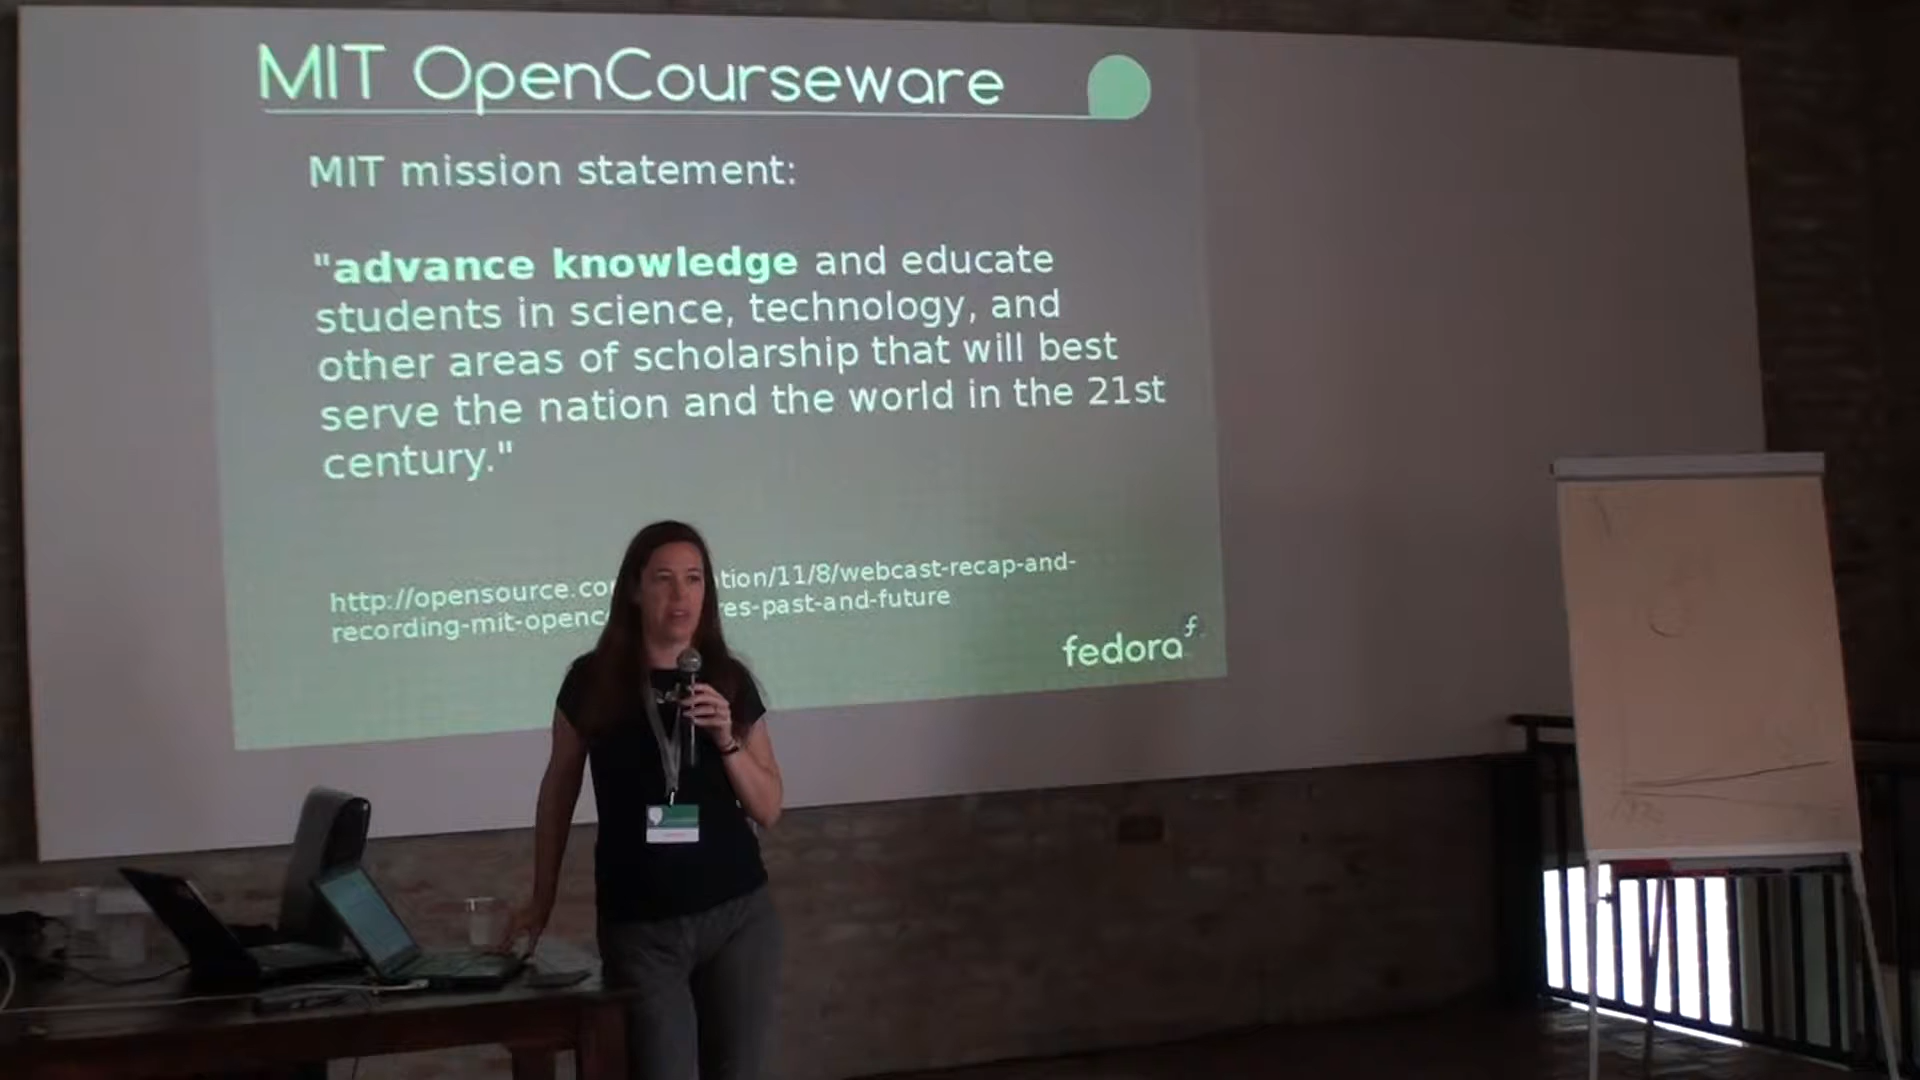 MIT OpenCourseware
MIT mission statement:
"advance knowledge and educate
students in science, technology, and
other areas of scholarship that will best
serve the nation and the world in the 21st
century."
http://opensource.co tion/11/8/webcast-recap-and-
recording-mit-openc es-past-and-future
fedora